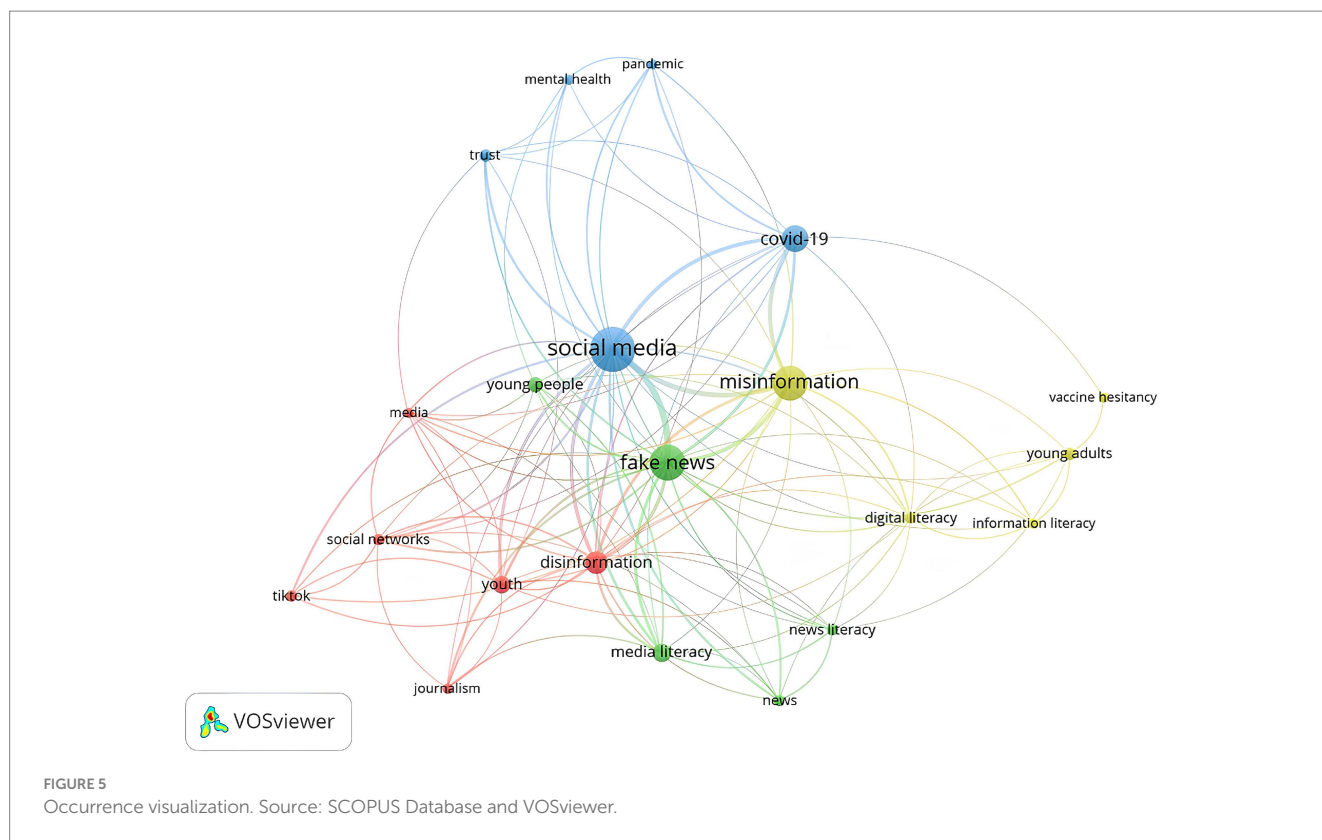 pandemic
mental health
trust
covid-19
social media
misinformation
young people
vaccine hesitancy
media
young adults
fake news
digital literacy
information literacy
social networks
disinformation
youth
tiktok
news literacy
media literacy
journalism
news
VOSviewer
FIGURE 5
Occurrence visualization. Source: SCOPUS Database and VOSviewer.